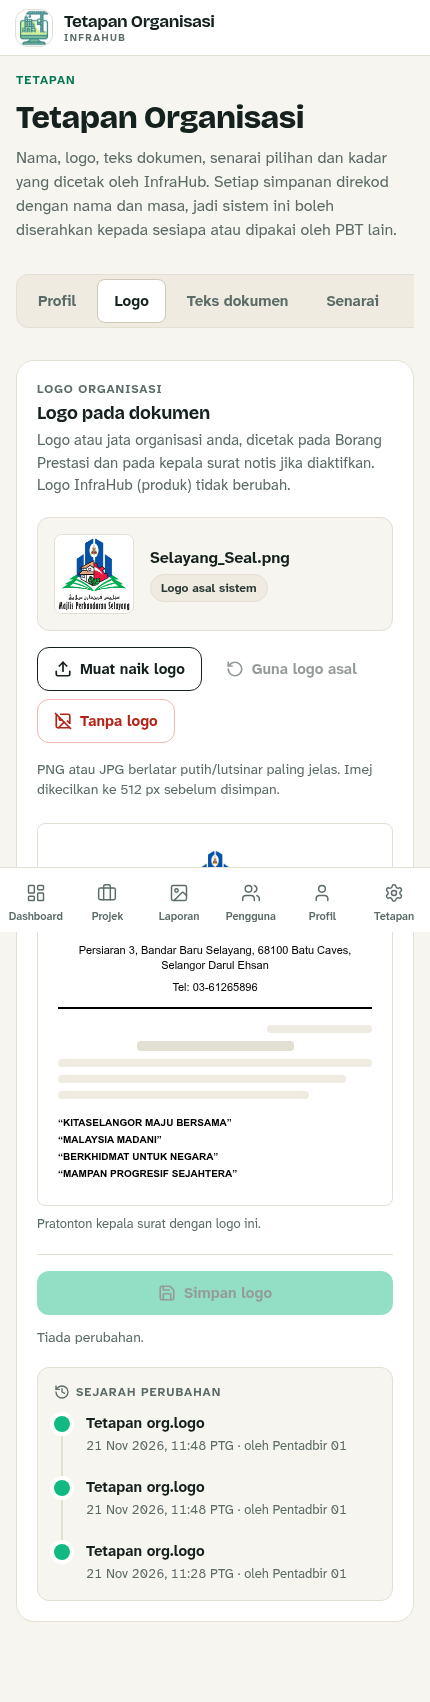 Tetapan Organisasi
INFRAHUB
TETAPAN
Tetapan Organisasi
Nama, logo, teks dokumen, senarai pilihan dan kadar
yang dicetak oleh InfraHub. Setiap simpanan direkod
dengan nama dan masa, jadi sistem ini boleh
diserahkan kepada sesiapa atau dipakai oleh PBT lain.
Profil
Logo
Teks dokumen
Senarai
LOGO ORGANISASI
Logo pada dokumen
Logo atau jata organisasi anda, dicetak pada Borang
Prestasi dan pada kepala surat notis jika diaktifkan.
Logo InfraHub (produk) tidak berubah.
Majlis Perbandaran Selayang
Selayang_Seal.png
Logo asal sistem
Muat naik logo
Guna logo asal
Tanpa logo
PNG atau JPG berlatar putih/lutsinar paling jelas. Imej
dikecilkan ke 512 px sebelum disimpan.
Dashboard
Projek
Laporan
Pengguna
Profil
Tetapan
Persiaran 3, Bandar Baru Selayang, 68100 Batu Caves,
Selangor Darul Ehsan
Tel: 03-61265896
“KITASELANGOR MAJU BERSAMA”
“MALAYSIA MADANI”
“BERKHIDMAT UNTUK NEGARA”
“MAMPAN PROGRESIF SEJAHTERA”
Pratonton kepala surat dengan logo ini.
Simpan logo
Tiada perubahan.
SEJARAH PERUBAHAN
Tetapan org.logo
21 Nov 2026, 11:48 PTG · oleh Pentadbir 01
Tetapan org.logo
21 Nov 2026, 11:48 PTG · oleh Pentadbir 01
Tetapan org.logo
21 Nov 2026, 11:28 PTG · oleh Pentadbir 01